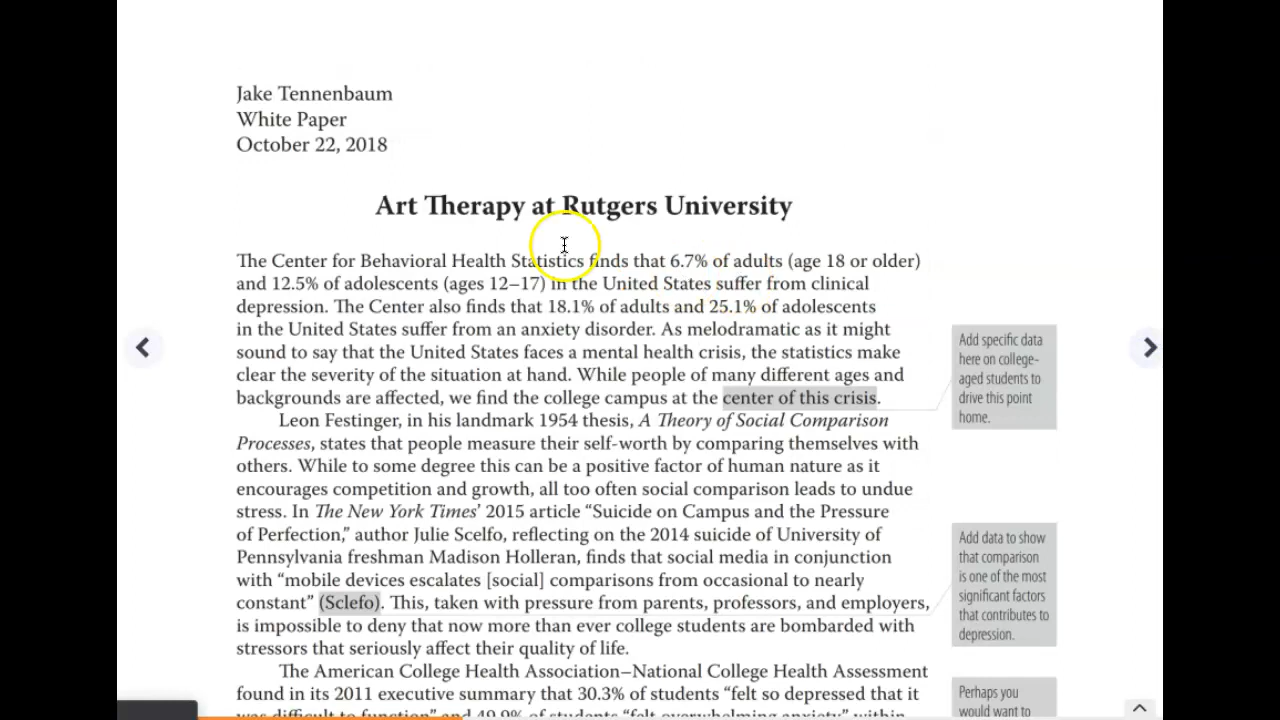 Jake Tennenbaum
White Paper
October 22, 2018
Art Therapy at Rutgers University
The Center for Behavioral Health Statistics finds that 6.7% of adults (age 18 or older)
and 12.5% of adolescents (ages 12–17) in the United States suffer from clinical
depression. The Center also finds that 18.1% of adults and 25.1% of adolescents
in the United States suffer from an anxiety disorder. As melodramatic as it might
sound to say that the United States faces a mental health crisis, the statistics make
clear the severity of the situation at hand. While people of many different ages and
backgrounds are affected, we find the college campus at the center of this crisis.
Leon Festinger, in his landmark 1954 thesis, A Theory of Social Comparison
Processes, states that people measure their self-worth by comparing themselves with
others. While to some degree this can be a positive factor of human nature as it
encourages competition and growth, all too often social comparison leads to undue
stress. In The New York Times’ 2015 article “Suicide on Campus and the Pressure
of Perfection,” author Julie Scelfo, reflecting on the 2014 suicide of University of
Pennsylvania freshman Madison Holleran, finds that social media in conjunction
with “mobile devices escalates [social] comparisons from occasional to nearly
constant” (Sclefo). This, taken with pressure from parents, professors, and employers,
is impossible to deny that now more than ever college students are bombarded with
stressors that seriously affect their quality of life.
The American College Health Association–National College Health Assessment
found in its 2011 executive summary that 30.3% of students “felt so depressed that it
was difficult to function” and 49.9% of students “felt overwhelming anxiety” within
Add specific data
here on college-
aged students to
drive this point
home.
Add data to show
that comparison
is one of the most
significant factors
that contributes to
depression.
Perhaps you
would want to